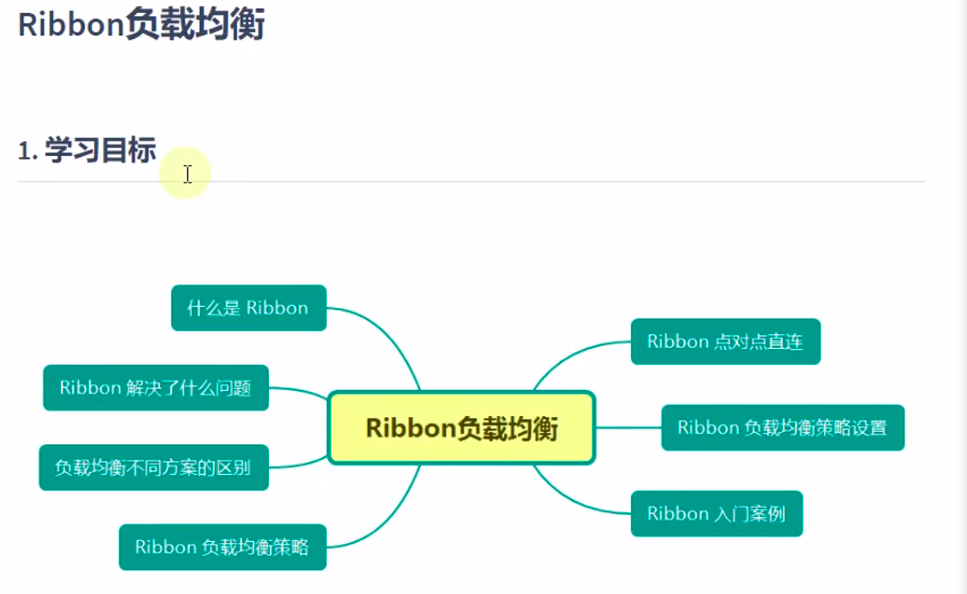 Ribbon负载均衡
1. 学习目标
什么是 Ribbon
Ribbon 解决了什么问题
负载均衡不同方案的区别
Ribbon 负载均衡策略
Ribbon负载均衡
Ribbon 点对点直连
Ribbon 负载均衡策略设置
Ribbon 入门案例